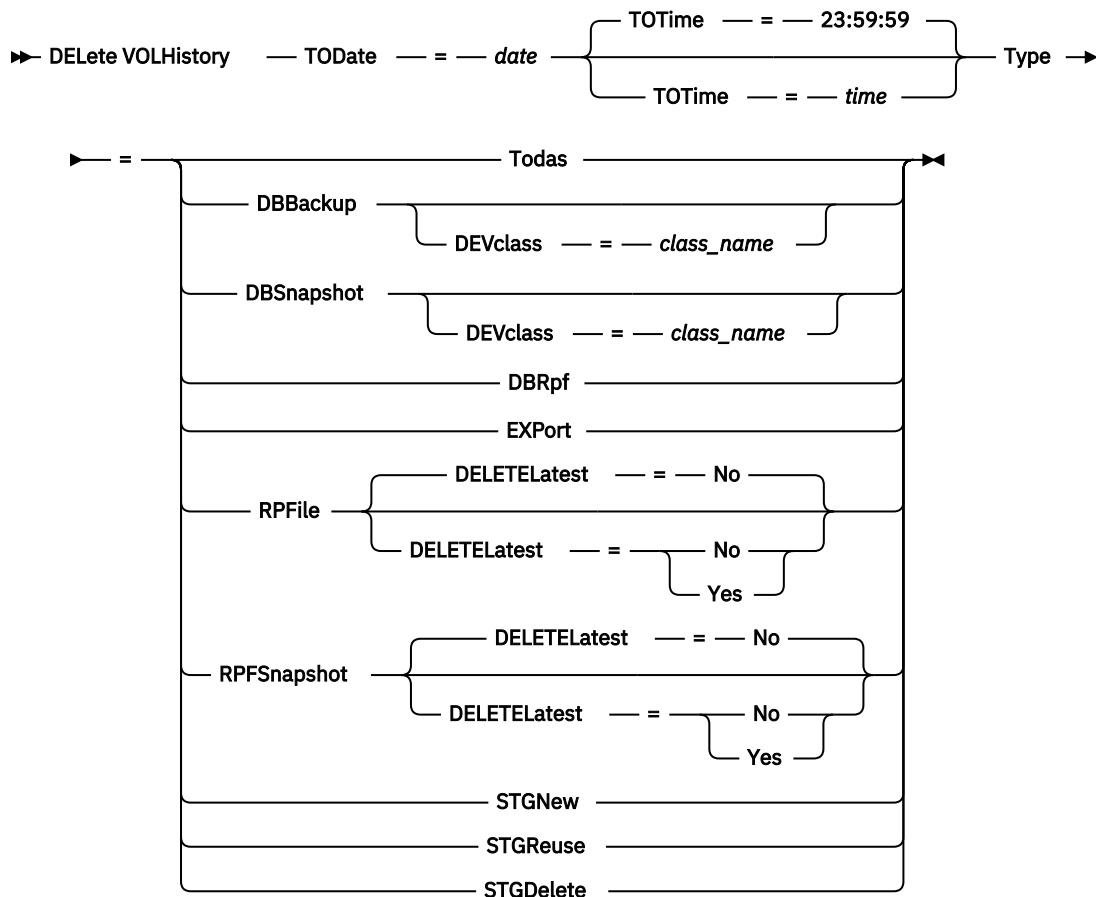 TOTime = 23:59:59
DELete VOLHistory TODate = date Type
TOTime = time
= Todas
DBBackup
DEVclass = class_name
DBSnapshot
DEVclass = class_name
DBRpf
EXPort
DELETELatest = No
RPFile
DELETELatest = No
Yes
DELETELatest = No
RPFSnapshot
DELETELatest = No
Yes
STGNew
STGReuse
STGDelete